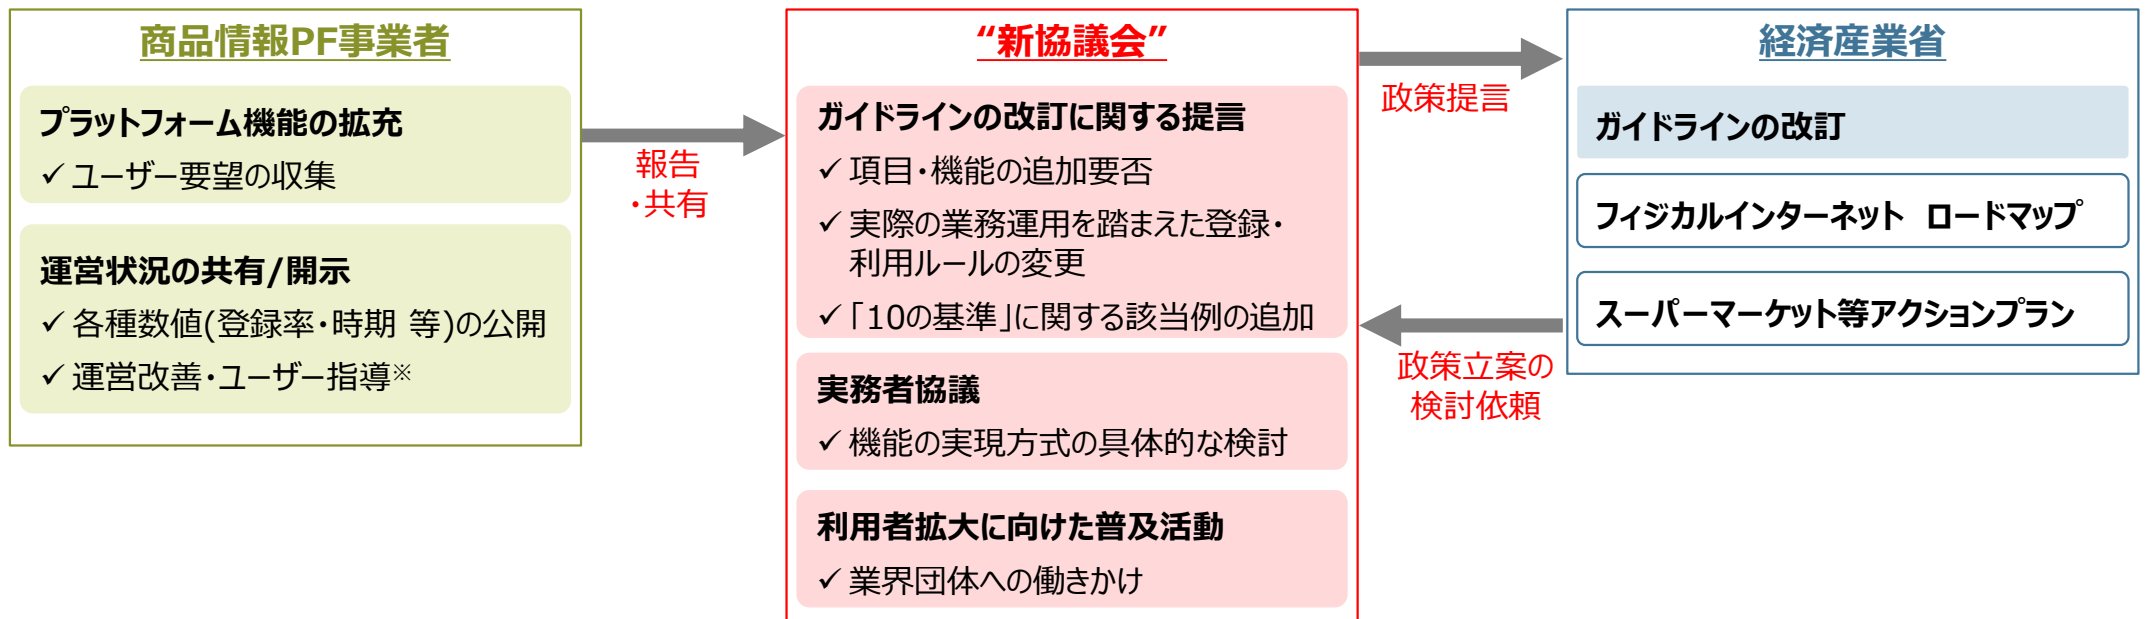 商品情報PF事業者
プラットフォーム機能の拡充
✓ ユーザー要望の収集
運営状況の共有/開示
✓ 各種数値(登録率・時期 等)の公開
✓ 運営改善・ユーザー指導※
報告
・共有
“新協議会”
ガイドラインの改訂に関する提言
✓ 項目・機能の追加要否
✓ 実際の業務運用を踏まえた登録・
利用ルールの変更
✓ 「10の基準」に関する該当例の追加
実務者協議
✓ 機能の実現方式の具体的な検討
利用者拡大に向けた普及活動
✓ 業界団体への働きかけ
政策提言
政策立案の
検討依頼
経済産業省
ガイドラインの改訂
フィジカルインターネット ロードマップ
スーパーマーケット等アクションプラン